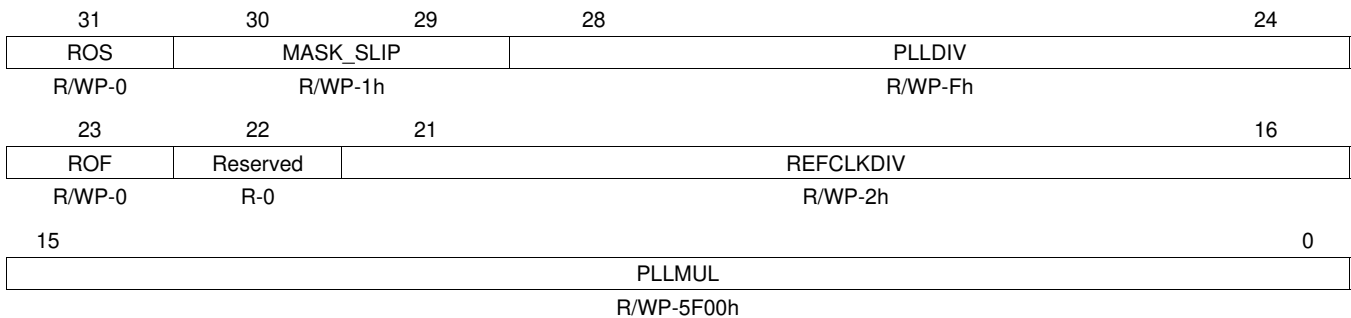 31 30 29 28 24
ROS MASK_SLIP PLLDIV
R/WP-0 R/WP-1h R/WP-Fh
23 22 21 16
ROF Reserved REFCLKDIV
R/WP-0 R-0 R/WP-2h
15 0
PLLMUL
R/WP-5F00h